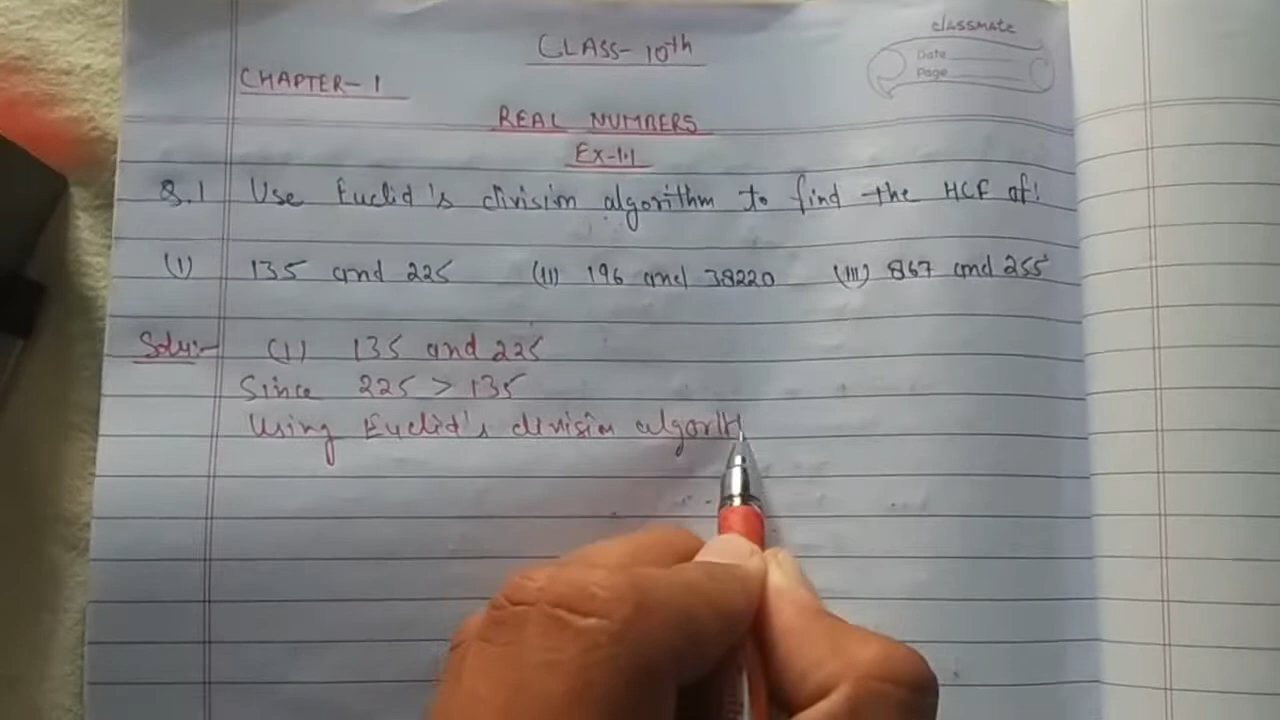 classmate
Date
Page
CLASS-10th
CHAPTER-1
REAL NUMBERS
Ex-1.1
Q.1 Use Euclid's division algorithm to find the HCF of:
(I) 135 and 225 (II) 196 and 38220 (III) 867 and 255
Soln:- (I) 135 and 225
Since 225 > 135
Using Euclid's division algorith